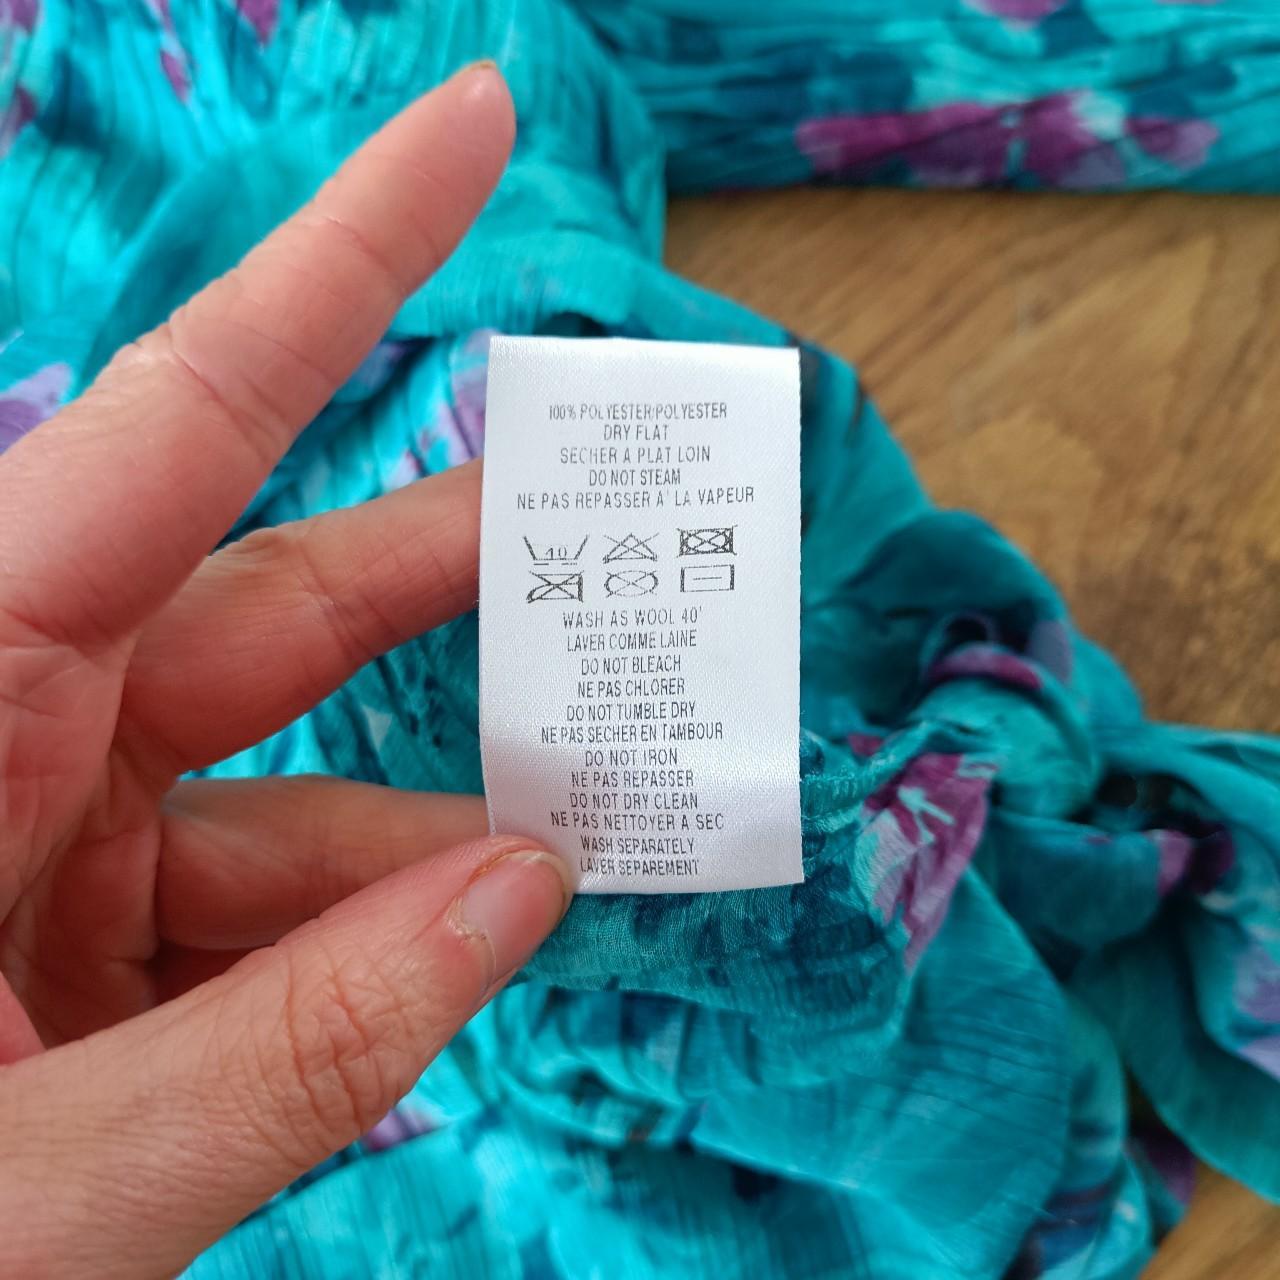 100% POLYESTER/POLYESTER
DRY FLAT
SECHER A PLAT LOIN
DO NOT STEAM
NE PAS REPASSER A' LA VAPEUR
40
WASH AS WOOL 40'
LAVER COMME LAINE
DO NOT BLEACH
NE PAS CHLORER
DO NOT TUMBLE DRY
NE PAS SECHER EN TAMBOUR
DO NOT IRON
NE PAS REPASSER
DO NOT DRY CLEAN
NE PAS NETTOYER A SEC
WASH SEPARATELY
LAVER SEPAREMENT